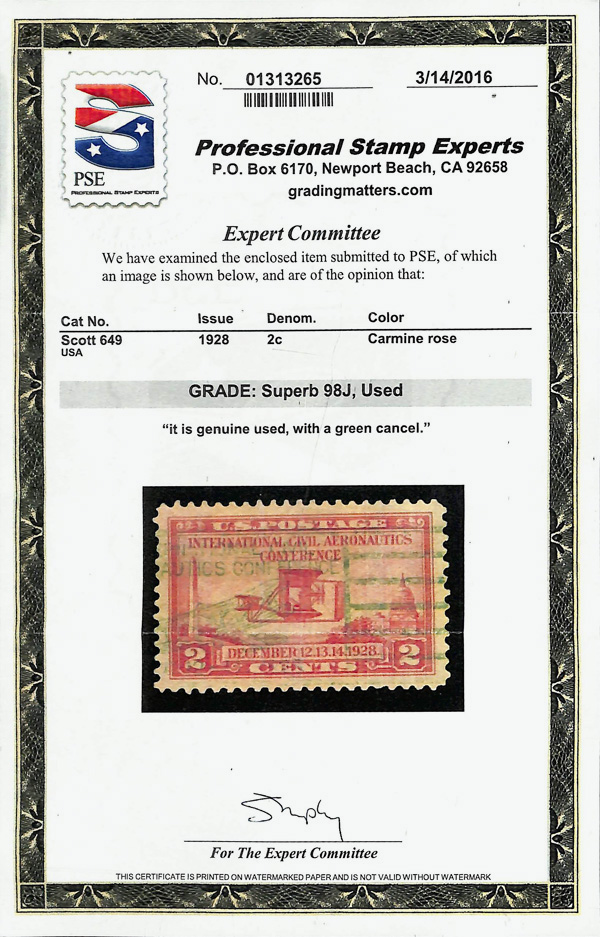 No. 01313265 3/14/2016
PSE
PROFESSIONAL STAMP EXPERTS
Professional Stamp Experts
P.O. Box 6170, Newport Beach, CA 92658
gradingmatters.com
Expert Committee
We have examined the enclosed item submitted to PSE, of which
an image is shown below, and are of the opinion that:
Cat No. Issue Denom. Color
Scott 649 1928 2c Carmine rose
USA
GRADE: Superb 98J, Used
“it is genuine used, with a green cancel.”
U.S. POSTAGE
INTERNATIONAL CIVIL AERONAUTICS
CONFERENCE
AUTICS CONFERENCE
2 DECEMBER 12.13.14.1928. 2
CENTS
For The Expert Committee
THIS CERTIFICATE IS PRINTED ON WATERMARKED PAPER AND IS NOT VALID WITHOUT WATERMARK